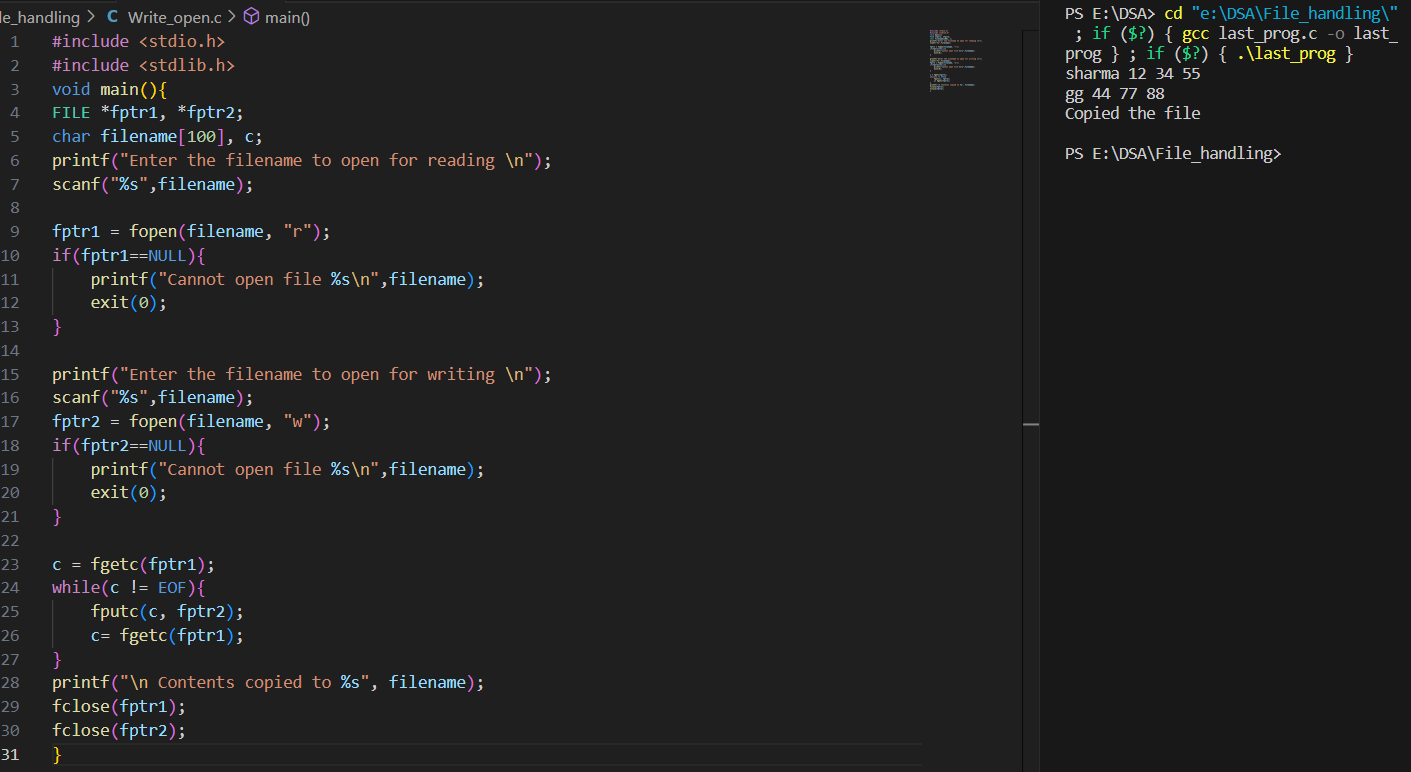 le_handling > C Write_open.c > main()
1 #include <stdio.h>
2 #include <stdlib.h>
3 void main(){
4 FILE *fptr1, *fptr2;
5 char filename[100], c;
6 printf("Enter the filename to open for reading \n");
7 scanf("%s",filename);
8
9 fptr1 = fopen(filename, "r");
10 if(fptr1==NULL){
11     printf("Cannot open file %s\n",filename);
12     exit(0);
13 }
14
15 printf("Enter the filename to open for writing \n");
16 scanf("%s",filename);
17 fptr2 = fopen(filename, "w");
18 if(fptr2==NULL){
19     printf("Cannot open file %s\n",filename);
20     exit(0);
21 }
22
23 c = fgetc(fptr1);
24 while(c != EOF){
25     fputc(c, fptr2);
26     c= fgetc(fptr1);
27 }
28 printf("\n Contents copied to %s", filename);
29 fclose(fptr1);
30 fclose(fptr2);
31 }
PS E:\DSA> cd "e:\DSA\File_handling\"
; if ($?) { gcc last_prog.c -o last_
prog } ; if ($?) { .\last_prog }
sharma 12 34 55
gg 44 77 88
Copied the file
PS E:\DSA\File_handling>